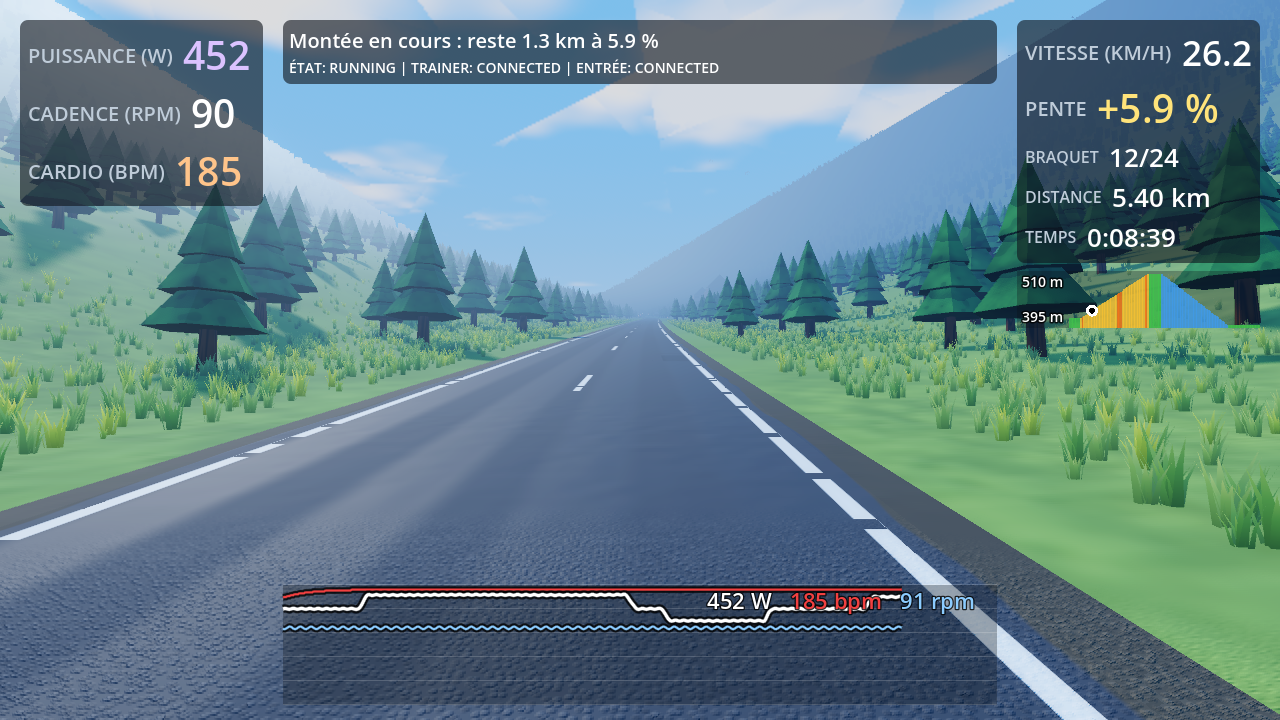 PUISSANCE (W) 452
CADENCE (RPM) 90
CARDIO (BPM) 185
Montée en cours : reste 1.3 km à 5.9 %
ÉTAT: RUNNING | TRAINER: CONNECTED | ENTRÉE: CONNECTED
VITESSE (KM/H) 26.2
PENTE +5.9 %
BRAQUET 12/24
DISTANCE 5.40 km
TEMPS 0:08:39
510 m
395 m
452 W 185 bpm 91 rpm